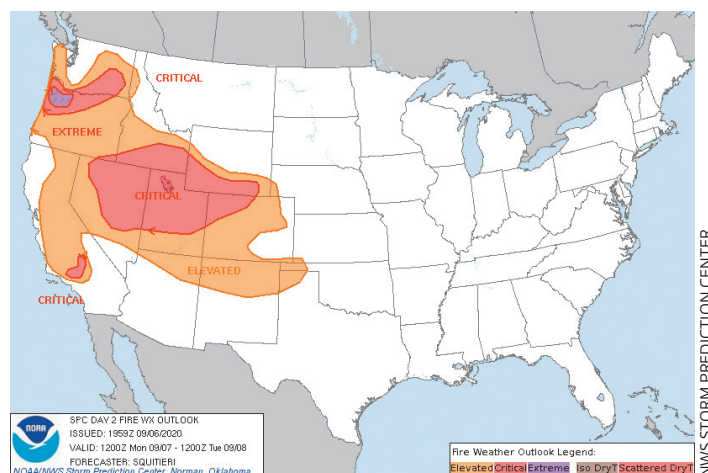 CRITICAL
EXTREME
CRITICAL
ELEVATED
CRITICAL
NOAA
SPC DAY 2 FIRE WX OUTLOOK
ISSUED: 1959Z 09/06/2020
VALID: 1200Z Mon 09/07 - 1200Z Tue 09/08
FORECASTER: SQUITIERI
NOAA/NWS Storm Prediction Center, Norman, Oklahoma
Fire Weather Outlook Legend:
Elevated Critical Extreme Iso DryT Scattered DryT
WS STORM PREDICTION CENTER